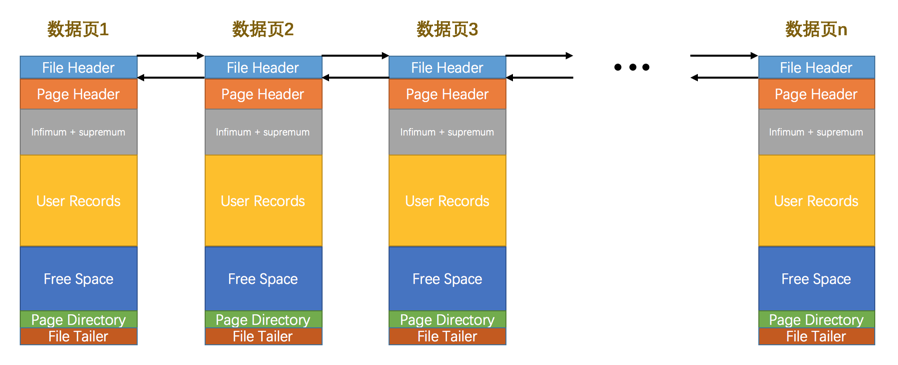 数据页1
数据页2
数据页3
数据页n
File Header
File Header
File Header
File Header
Page Header
Page Header
Page Header
Page Header
Infimum + supremum
Infimum + supremum
Infimum + supremum
Infimum + supremum
User Records
User Records
User Records
User Records
Free Space
Free Space
Free Space
Free Space
Page Directory
Page Directory
Page Directory
Page Directory
File Tailer
File Tailer
File Tailer
File Tailer